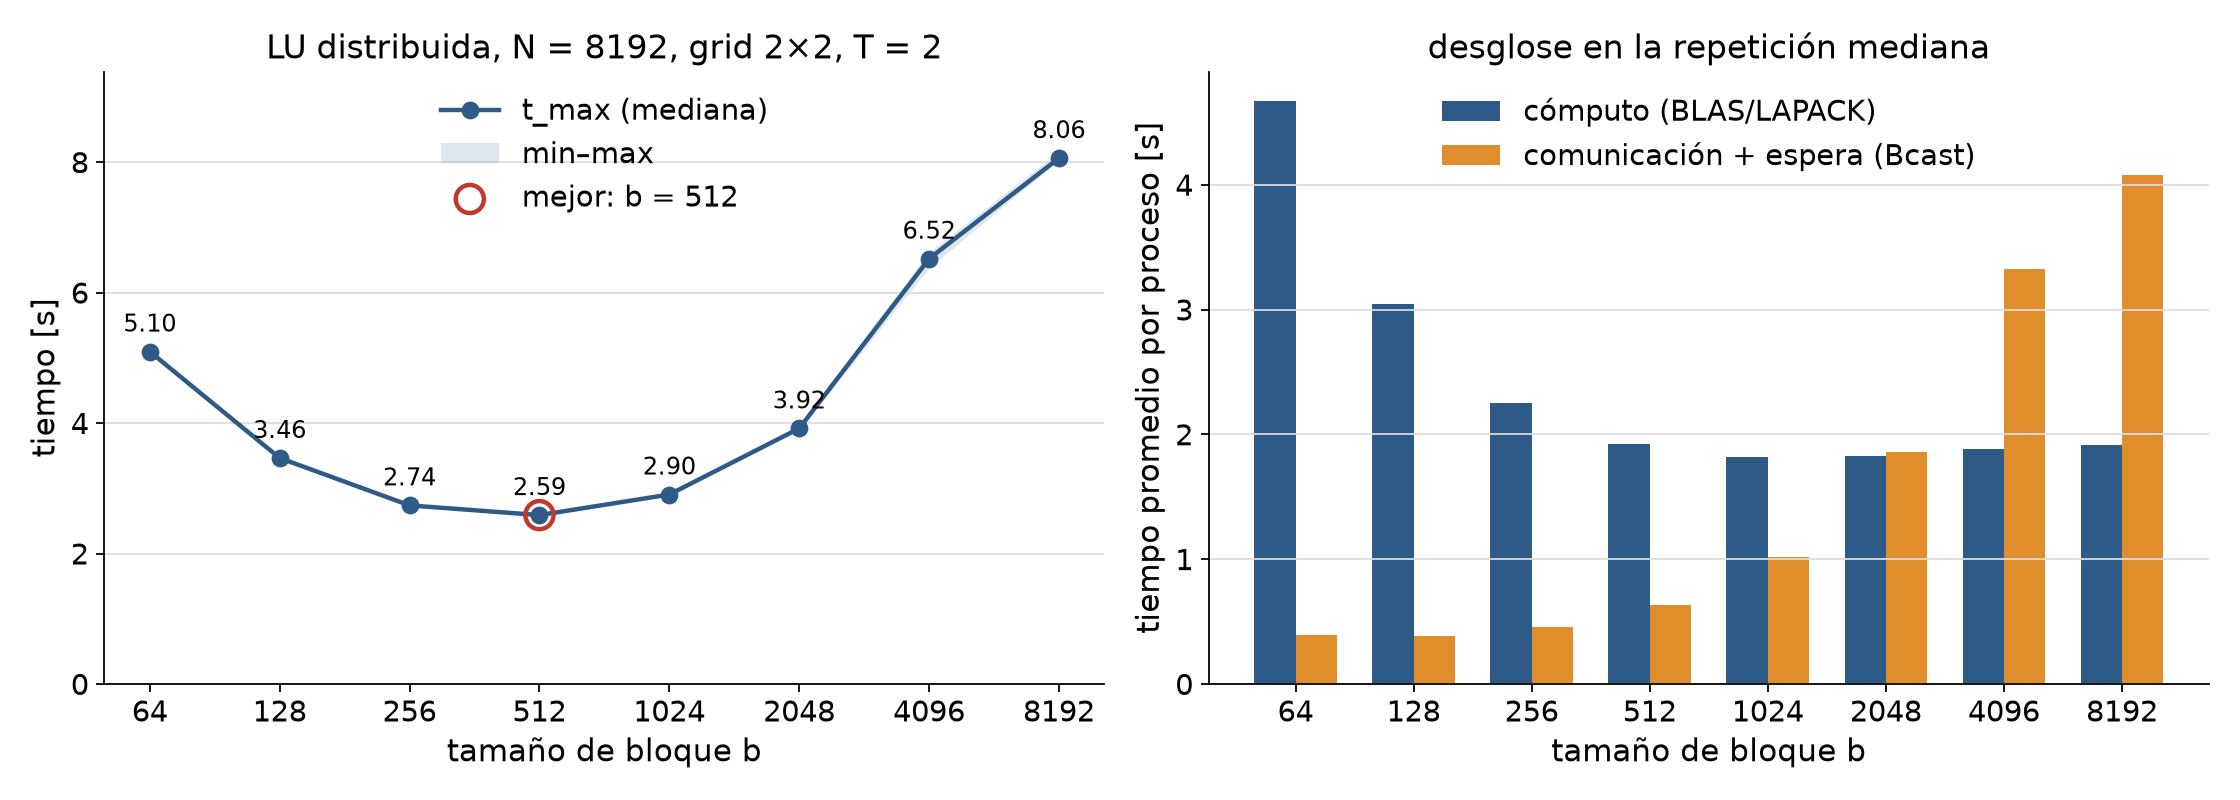 LU distribuida, N = 8192, grid 2×2, T = 2
t_max (mediana)
min–max
mejor: b = 512
tiempo [s]
8
6
4
2
0
5.10
3.46
2.74
2.59
2.90
3.92
6.52
8.06
64 128 256 512 1024 2048 4096 8192
tamaño de bloque b
desglose en la repetición mediana
cómputo (BLAS/LAPACK)
comunicación + espera (Bcast)
tiempo promedio por proceso [s]
4
3
2
1
0
64 128 256 512 1024 2048 4096 8192
tamaño de bloque b